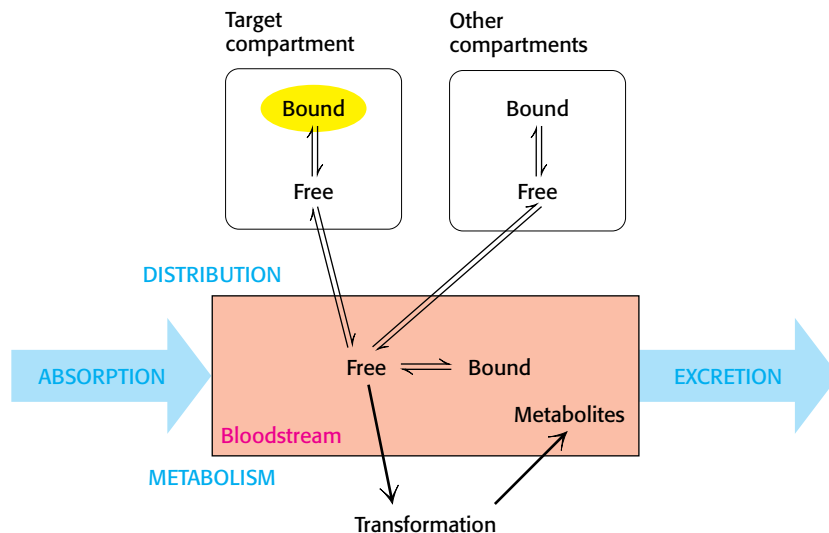 Target
compartment
Other
compartments
Bound
Bound
Free
Free
DISTRIBUTION
ABSORPTION
Free
Bound
EXCRETION
Metabolites
Bloodstream
METABOLISM
Transformation